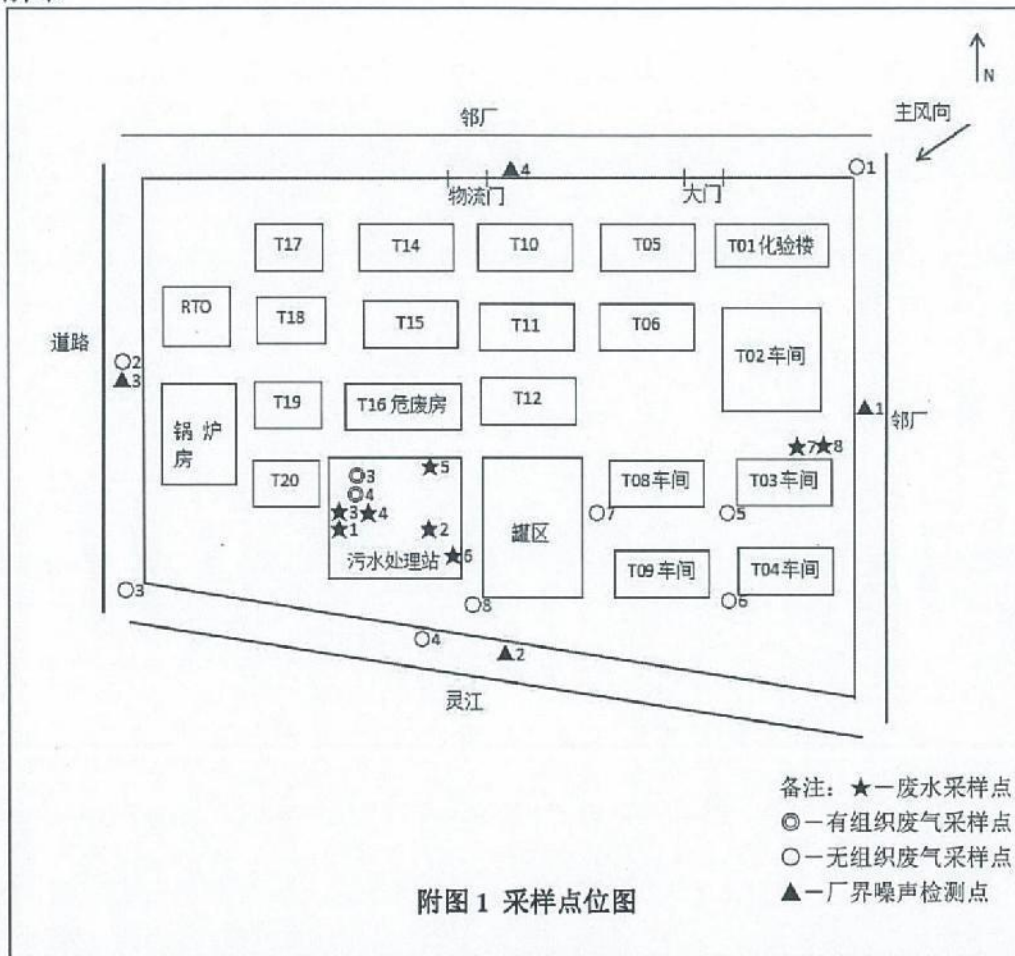 N
主风向
邻厂
4
1
物流门
大门
T17
T14
T10
T05
T01化验楼
RTO
T18
T15
T11
T06
T02车间
道路
2
3
T19
T16危废房
T12
1
邻厂
锅炉
房
7
8
T20
3
5
T08车间
T03车间
4
3
4
7
5
1
2
罐区
污水处理站
6
T09车间
T04车间
3
8
6
4
2
灵江
备注：★—废水采样点
◎—有组织废气采样点
○—无组织废气采样点
▲—厂界噪声检测点
附图1 采样点位图